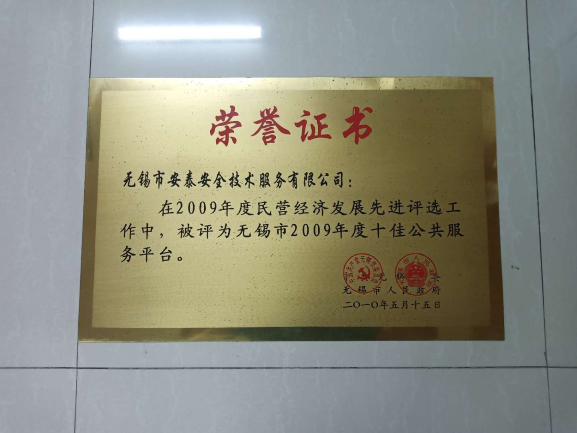 荣誉证书
无锡市安泰安全技术服务有限公司：
在2009年度民营经济发展先进评选工
作中，被评为无锡市2009年度十佳公共服
务平台。
无锡市人民政府
二〇一〇年五月十五日